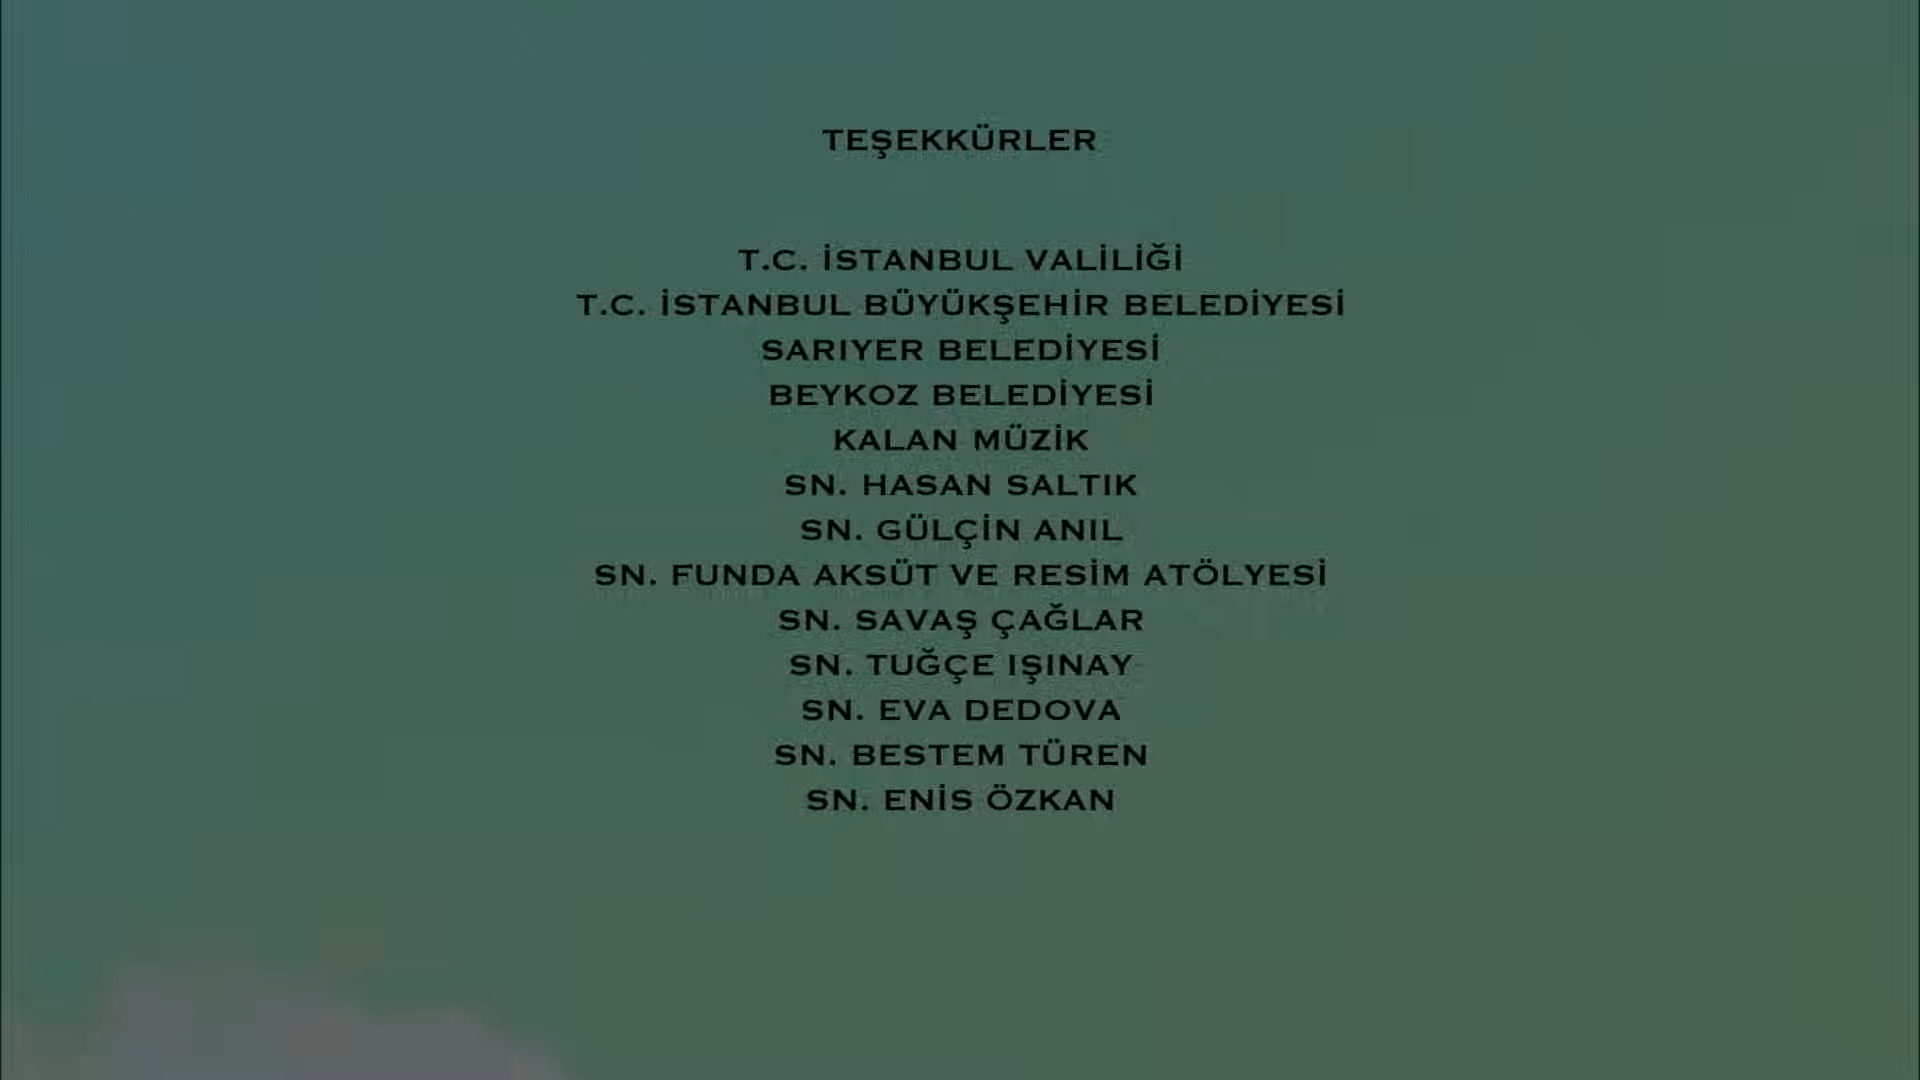 TEŞEKKÜRLER
T.C. İSTANBUL VALİLİĞİ
T.C. İSTANBUL BÜYÜKŞEHİR BELEDİYESİ
SARIYER BELEDİYESİ
BEYKOZ BELEDİYESİ
KALAN MÜZİK
SN. HASAN SALTIK
SN. GÜLÇİN ANIL
SN. FUNDA AKSÜT VE RESİM ATÖLYESİ
SN. SAVAŞ ÇAĞLAR
SN. TUĞÇE IŞINAY
SN. EVA DEDOVA
SN. BESTEM TÜREN
SN. ENİS ÖZKAN